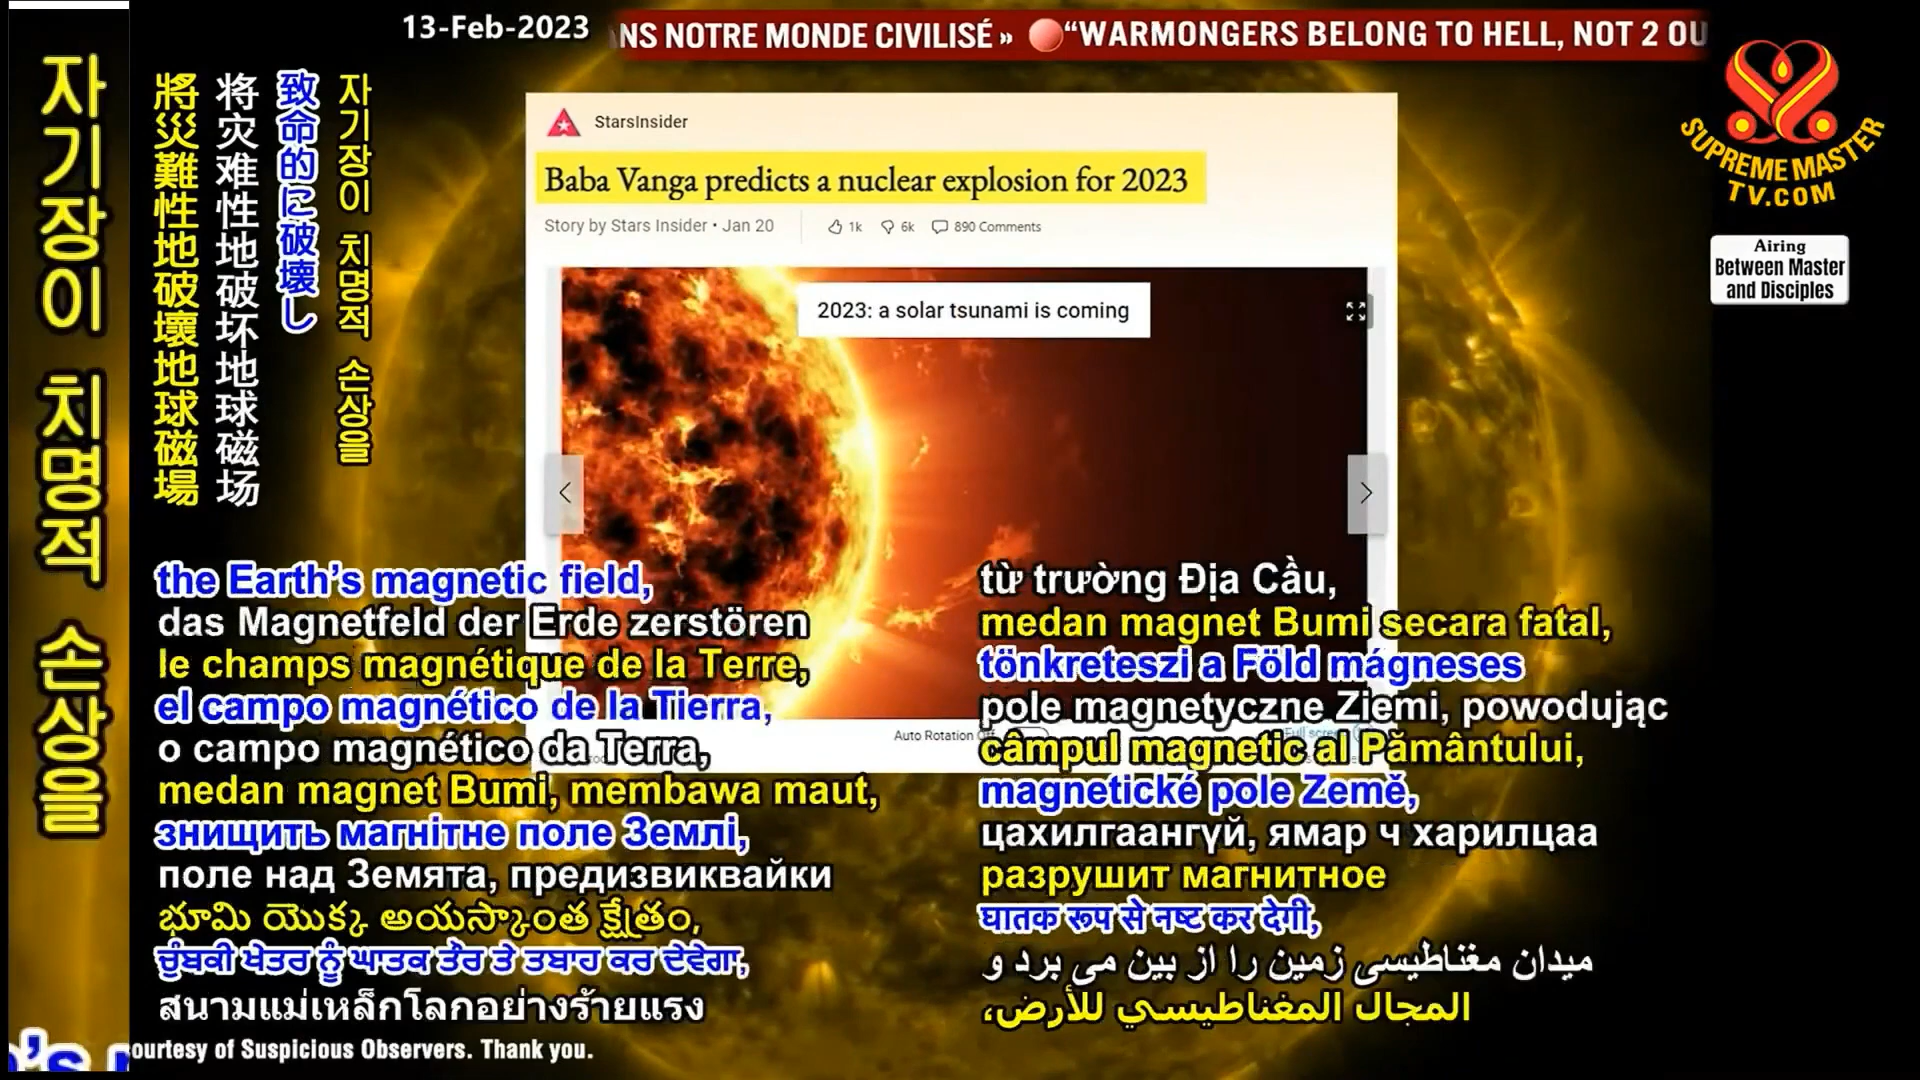 13-Feb-2023
NS NOTRE MONDE CIVILISÉ » “WARMONGERS BELONG TO HELL, NOT 2 OU
SUPREME MASTER
TV.COM
Airing
Between Master
and Disciples
자기장이 치명적 손상을
將災難性地破壞地球磁場
将灾难性地破坏地球磁场
致命的に破壊し
자기장이 치명적 손상을
StarsInsider
Baba Vanga predicts a nuclear explosion for 2023
Story by Stars Insider • Jan 20
1k
6k
890 Comments
2023: a solar tsunami is coming
Auto Rotation
Full scre
the Earth’s magnetic field,
das Magnetfeld der Erde zerstören
le champs magnétique de la Terre,
el campo magnético de la Tierra,
o campo magnético da Terra,
medan magnet Bumi, membawa maut,
знищить магнітне поле Землі,
поле над Земята, предизвиквайки
భూమి యొక్క అయస్కాంత క్షేత్రం,
ਚੁੰਬਕੀ ਖੇਤਰ ਨੂੰ ਘਾਤਕ ਤੌਰ ਤੇ ਤਬਾਹ ਕਰ ਦੇਵੇਗਾ,
สนามแม่เหล็กโลกอย่างร้ายแรง
từ trường Địa Cầu,
medan magnet Bumi secara fatal,
tönkreteszi a Föld mágneses
pole magnetyczne Ziemi, powodując
câmpul magnetic al Pământului,
magnetické pole Země,
цахилгаангүй, ямар ч харилцаа
разрушит магнитное
घातक रूप से नष्ट कर देगी,
میدان مغناطیسی زمین را از بین می برد و
المجال المغناطيسي للأرض،
ourtesy of Suspicious Observers. Thank you.